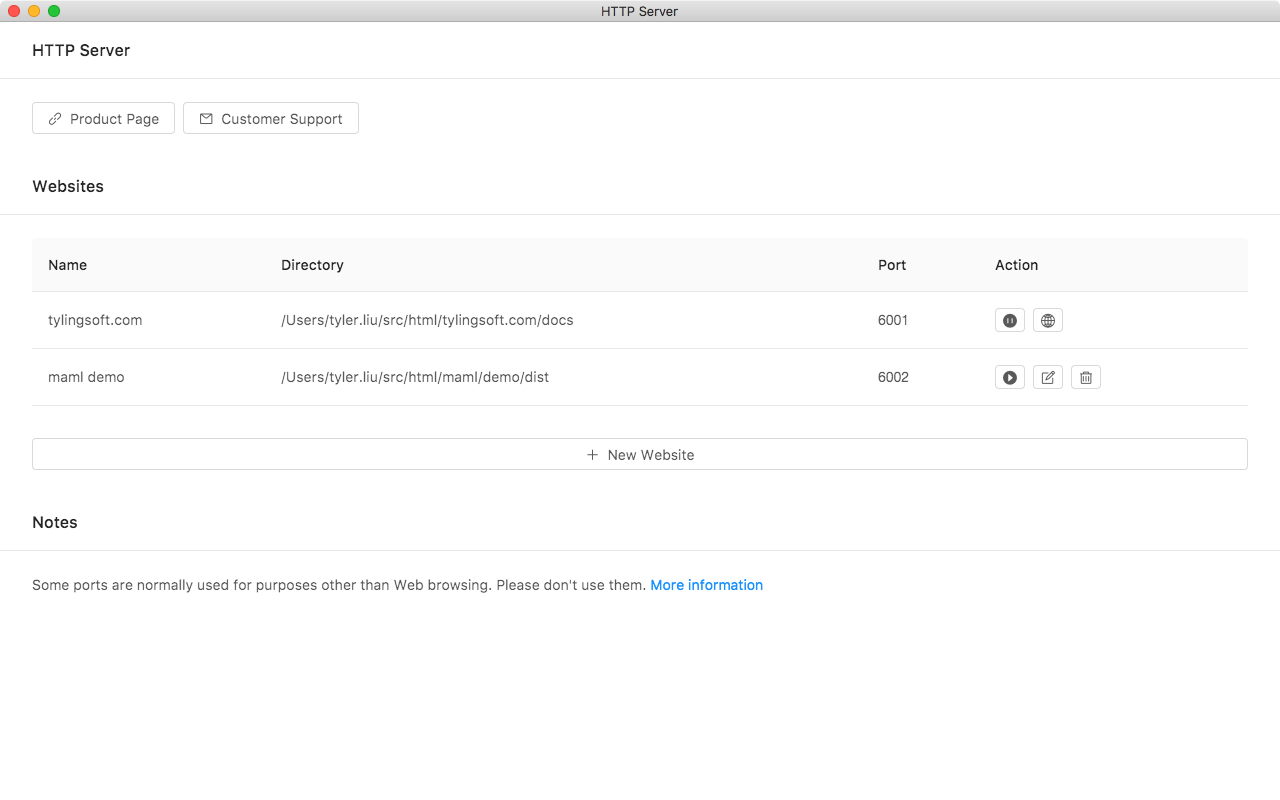 HTTP Server
HTTP Server
Product Page Customer Support
Websites
Name Directory Port Action
tylingsoft.com /Users/tyler.liu/src/html/tylingsoft.com/docs 6001
maml demo /Users/tyler.liu/src/html/maml/demo/dist 6002
+ New Website
Notes
Some ports are normally used for purposes other than Web browsing. Please don't use them. More information